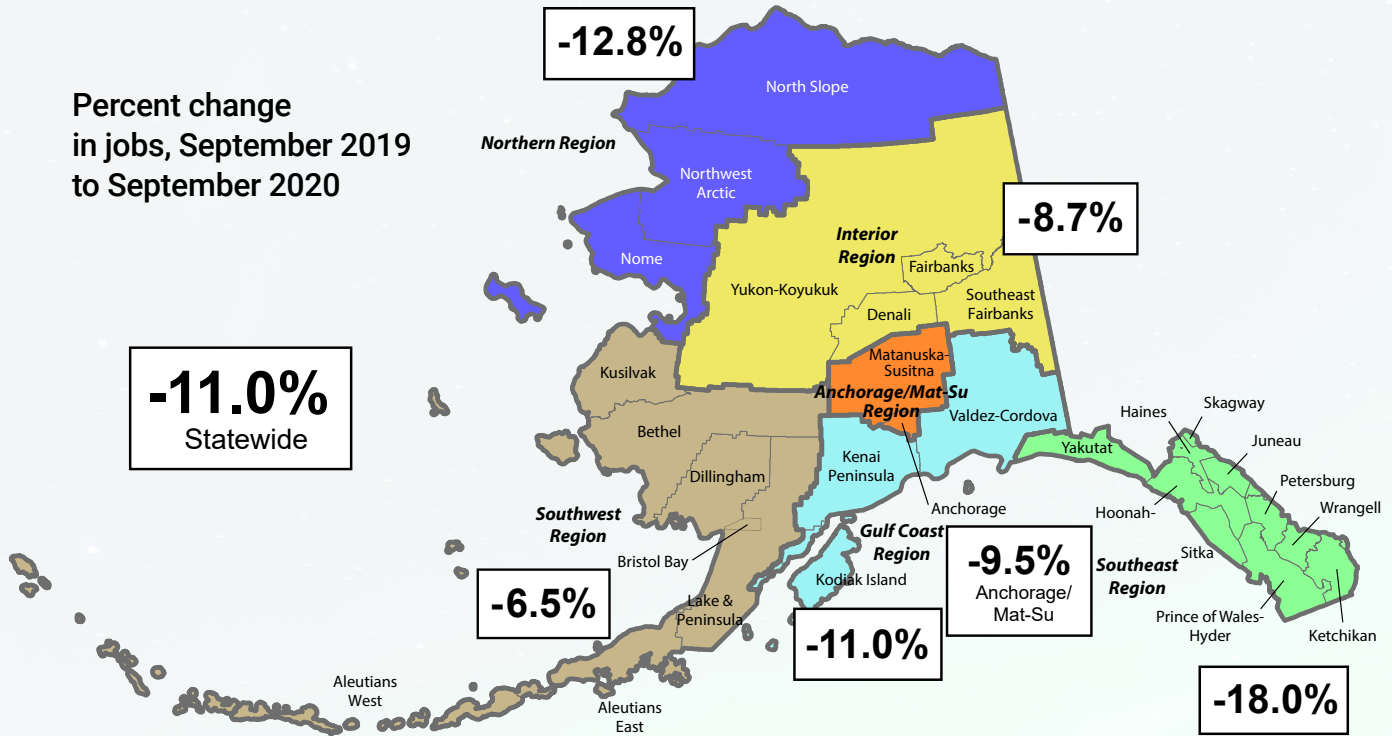 Percent change
in jobs, September 2019
to September 2020
-12.8%
North Slope
Northern Region
Northwest
Arctic
Nome
-8.7%
Interior
Region
Fairbanks
Yukon-Koyukuk
Denali
Southeast
Fairbanks
-11.0%
Statewide
Matanuska-
Susitna
Anchorage/Mat-Su
Region
Kusilvak
Bethel
Dillingham
Valdez-Cordova
Kenai
Peninsula
Anchorage
Yakutat
Haines
Skagway
Juneau
Petersburg
Wrangell
Hoonah-
Sitka
Southeast
Region
Prince of Wales-
Hyder
Ketchikan
-18.0%
Southwest
Region
Bristol Bay
Gulf Coast
Region
Kodiak Island
-9.5%
Anchorage/
Mat-Su
-6.5%
Lake &
Peninsula
-11.0%
Aleutians
West
Aleutians
East